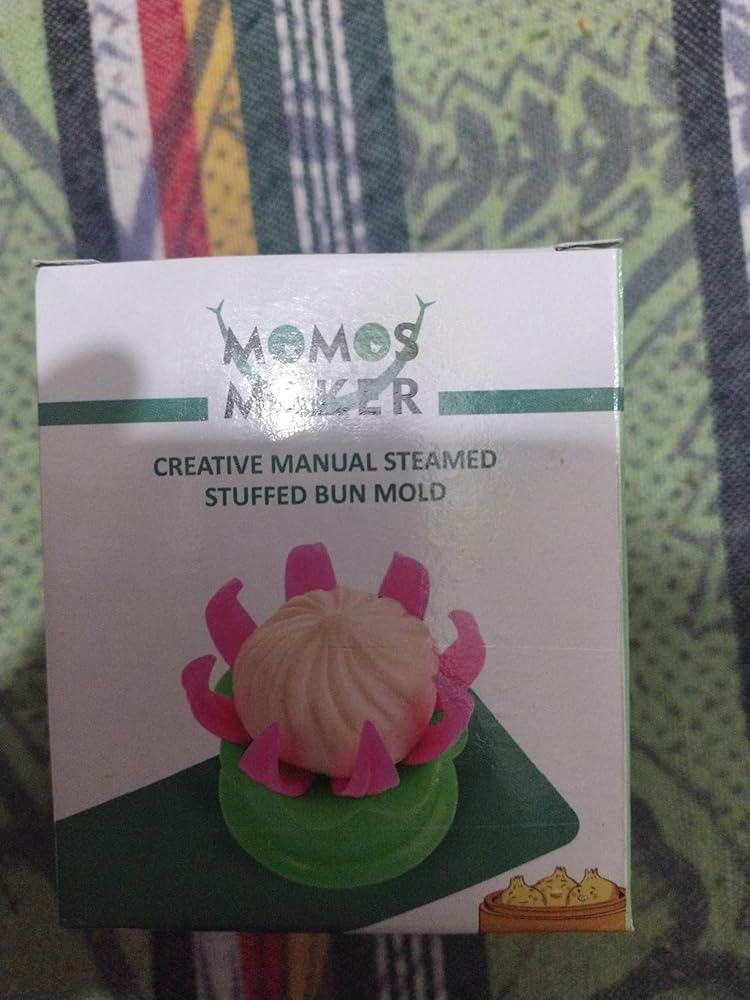 MOMOS
MAKER
CREATIVE MANUAL STEAMED
STUFFED BUN MOLD